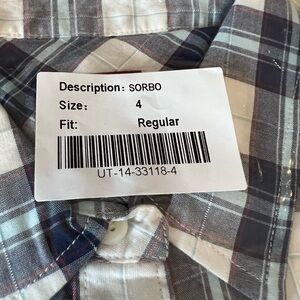 Description: SORBO
Size: 4
Fit: Regular
UT-14-33118-4